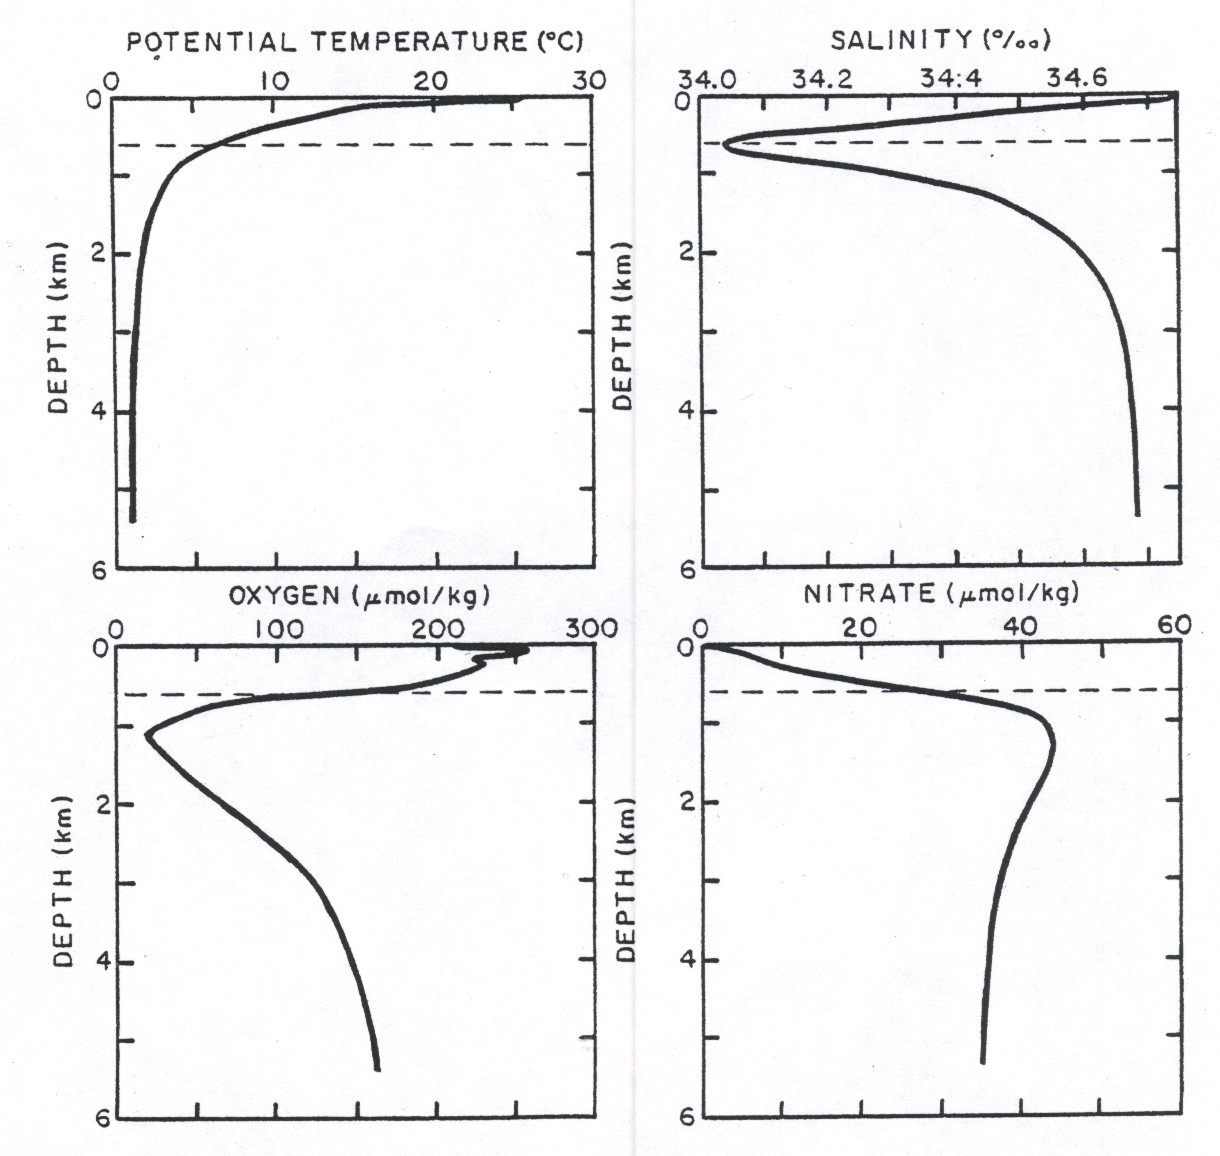 POTENTIAL TEMPERATURE (°C)
0 10 20 30
0
2
4
6
DEPTH (km)
SALINITY (‰)
34.0 34.2 34:4 34.6
0
2
4
6
DEPTH (km)
OXYGEN (μmol/kg)
0 100 200 300
0
2
4
6
DEPTH (km)
NITRATE (μmol/kg)
0 20 40 60
0
2
4
6
DEPTH (km)